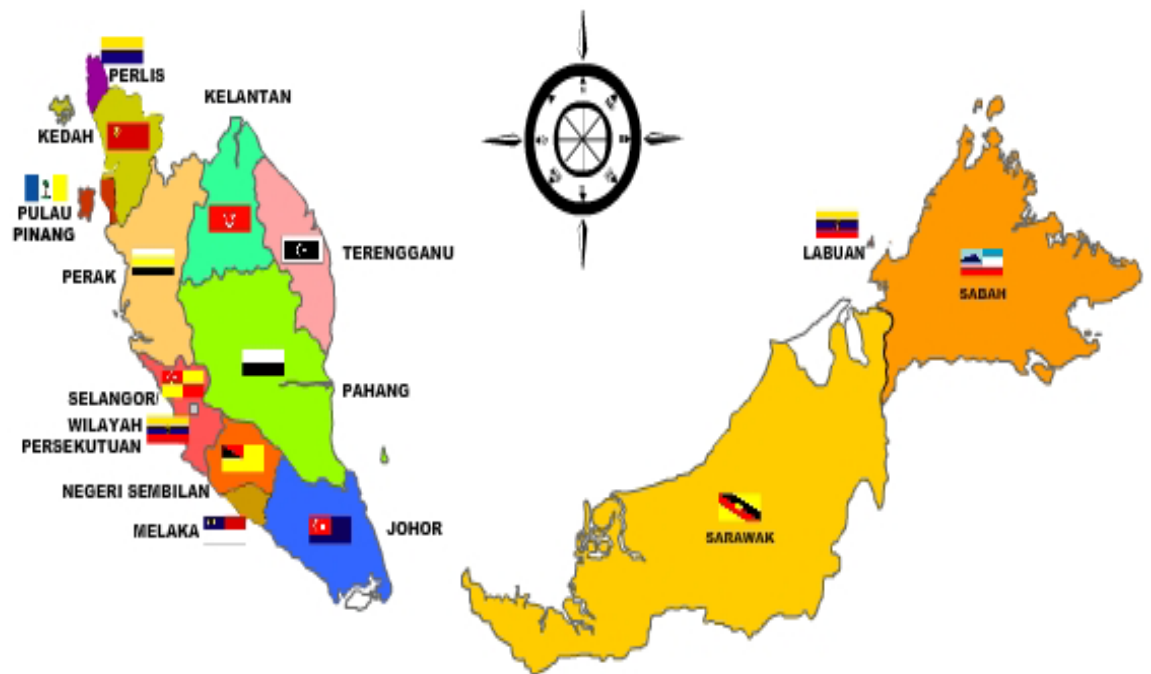 PERLIS
KELANTAN
KEDAH
PULAU
PINANG
TERENGGANU
LABUAN
PERAK
SABAH
PAHANG
SELANGOR
WILAYAH
PERSEKUTUAN
NEGERI SEMBILAN
MELAKA
JOHOR
SARAWAK